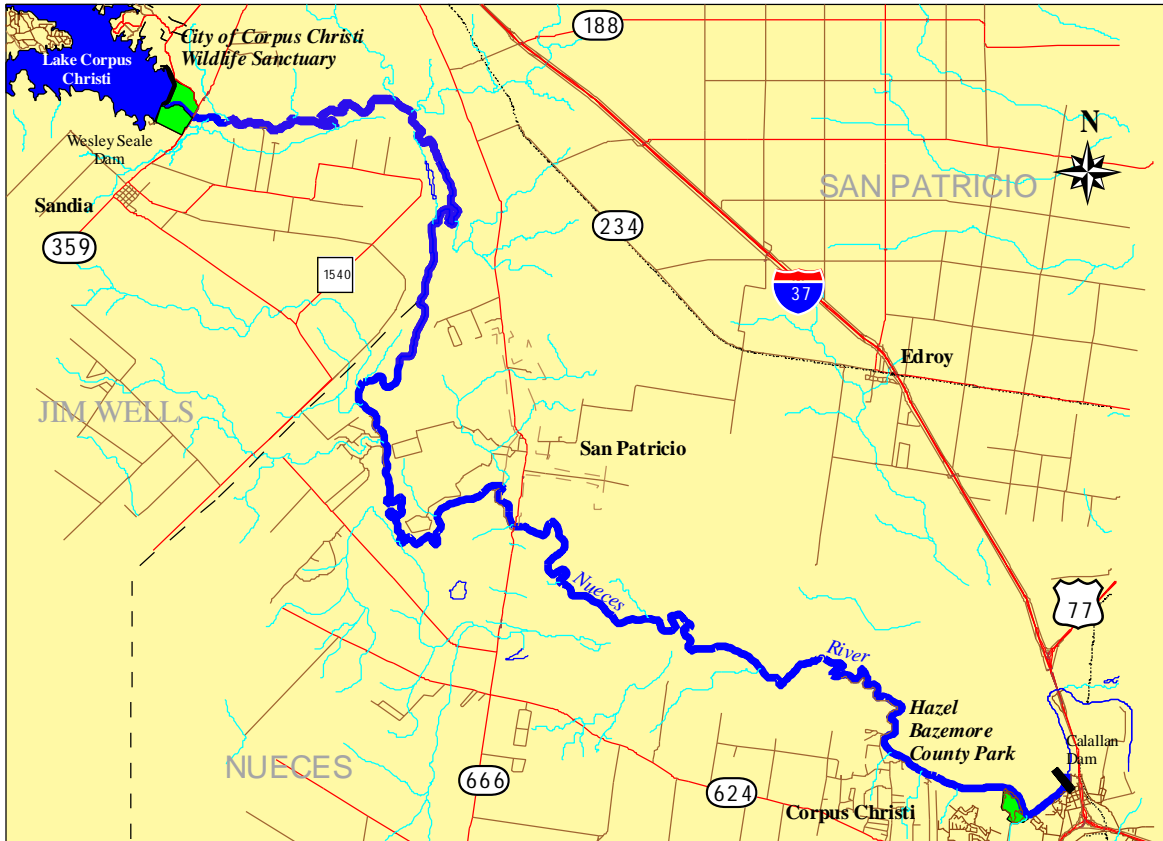 188
City of Corpus Christi
Wildlife Sanctuary
Lake Corpus
Christi
N
Wesley Seale
Dam
SAN PATRICIO
Sandia
234
359
1540
37
Edroy
JIM WELLS
San Patricio
Nueces
77
River
Hazel
Bazemore
County Park
Calallan
Dam
NUECES
666
624
Corpus Christi